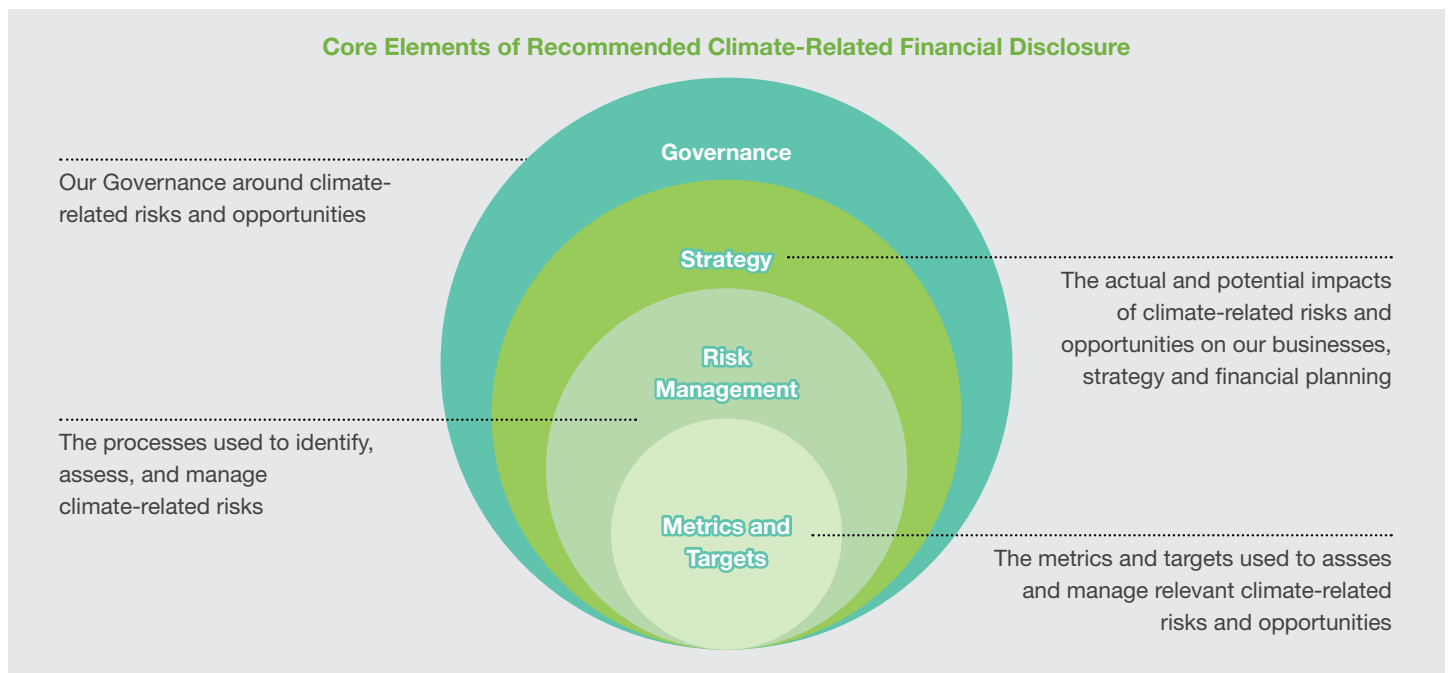 Core Elements of Recommended Climate-Related Financial Disclosure
Governance
Our Governance around climate-
related risks and opportunities
Strategy
The actual and potential impacts
of climate-related risks and
opportunities on our businesses,
strategy and financial planning
Risk
Management
The processes used to identify,
assess, and manage
climate-related risks
Metrics and
Targets
The metrics and targets used to assses
and manage relevant climate-related
risks and opportunities